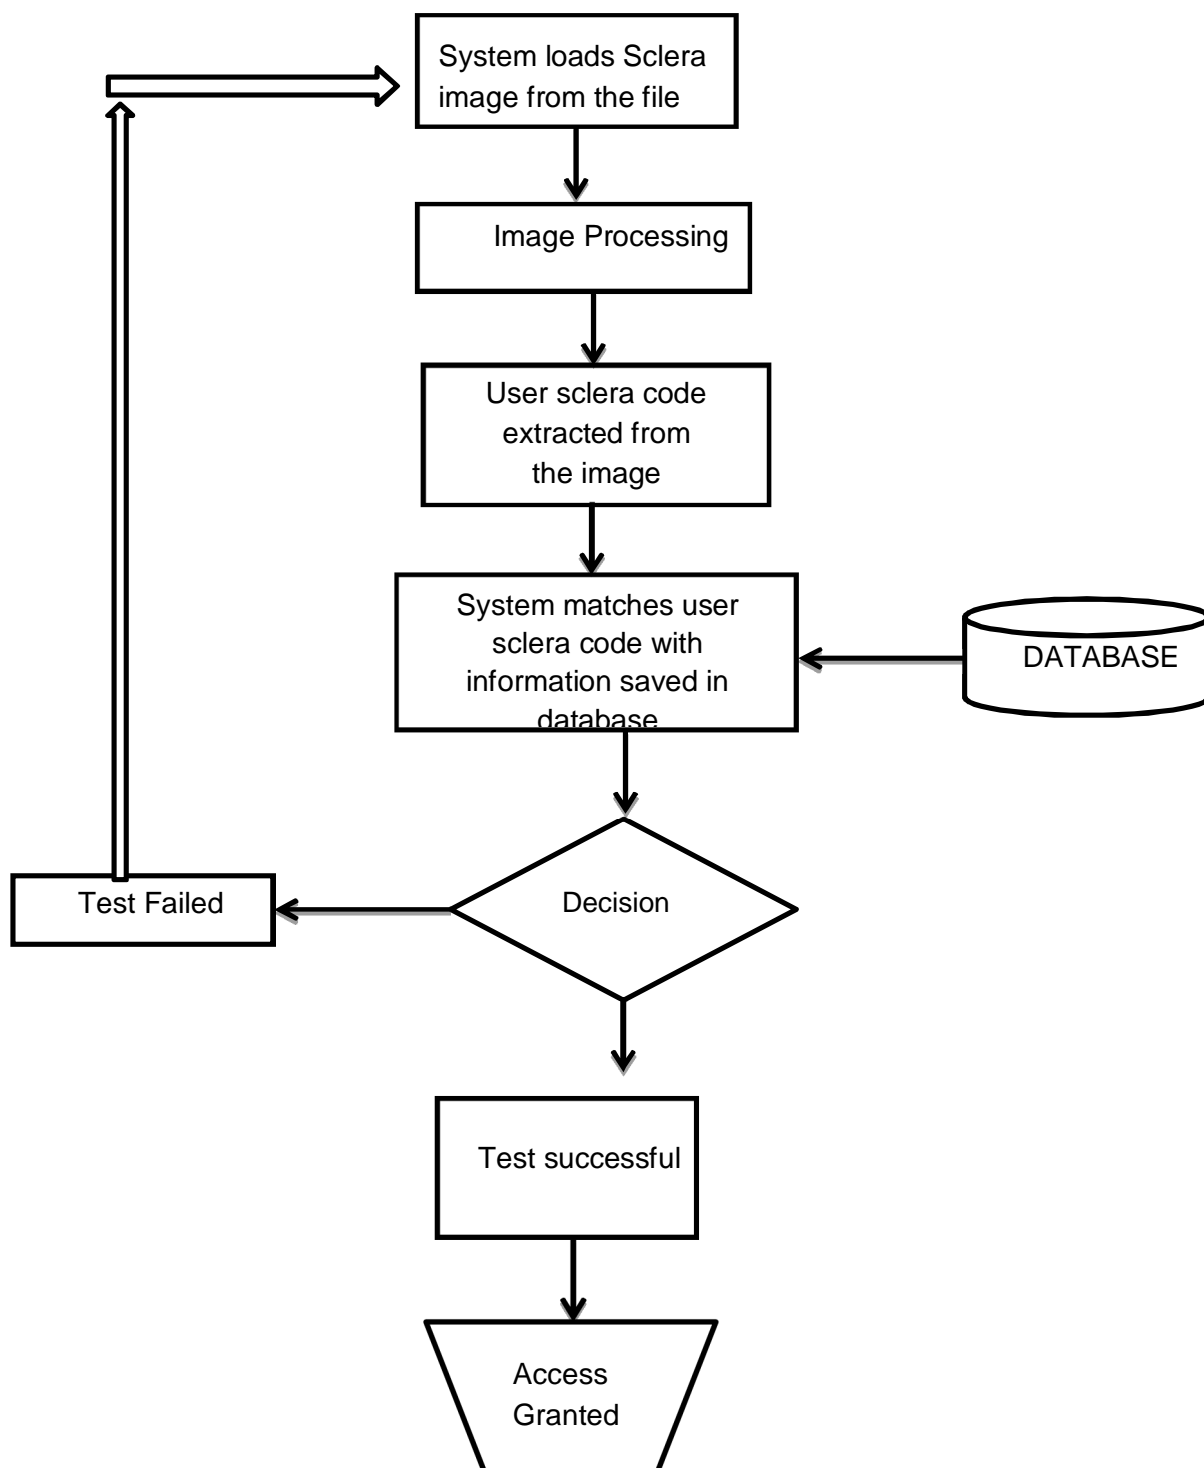 System loads Sclera
image from the file
Image Processing
User sclera code
extracted from
the image
System matches user
sclera code with
information saved in
database
DATABASE
Decision
Test Failed
Test successful
Access
Granted